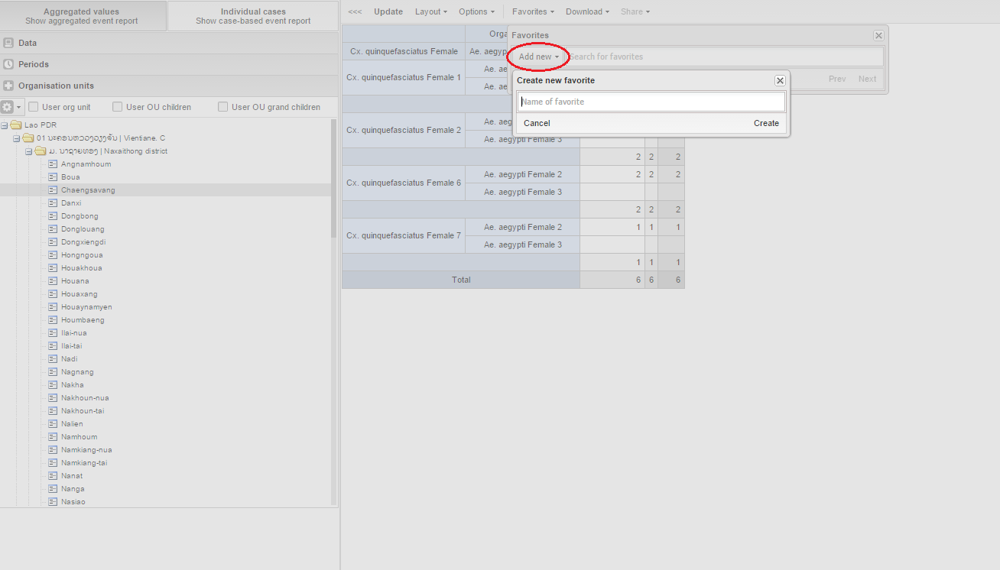 Aggregated values
Show aggregated event report
Individual cases
Show case-based event report
<<< Update Layout Options Favorites Download Share
Data
Periods
Organisation units
User org unit User OU children User OU grand children
Lao PDR
01 ນະຄອນຫລວງວຽງຈັນ | Vientiane. C
ມ. ນາຊາຍທອງ | Naxaithong district
Angnamhoum
Boua
Chaengsavang
Danxi
Dongbong
Donglouang
Dongxiengdi
Hongngoua
Houakhoua
Houana
Houaxang
Houaynamyen
Houmbaeng
Ilai-nua
Ilai-tai
Nadi
Nagnang
Nakha
Nakhoun-nua
Nakhoun-tai
Nalien
Namhoum
Namkiang-nua
Namkiang-tai
Nanat
Nanga
Nasiao
Orga
Cx. quinquefasciatus Female Ae. aegyp
Cx. quinquefasciatus Female 1 Ae. a
Ae. a
Cx. quinquefasciatus Female 2 Ae. aeg
Ae. aegypti Female 3
2 2 2
Cx. quinquefasciatus Female 6 Ae. aegypti Female 2 2 2 2
Ae. aegypti Female 3
2 2 2
Cx. quinquefasciatus Female 7 Ae. aegypti Female 2 1 1 1
Ae. aegypti Female 3
1 1 1
Total 6 6 6
Favorites
Add new Search for favorites
Prev Next
Create new favorite
Name of favorite
Cancel Create